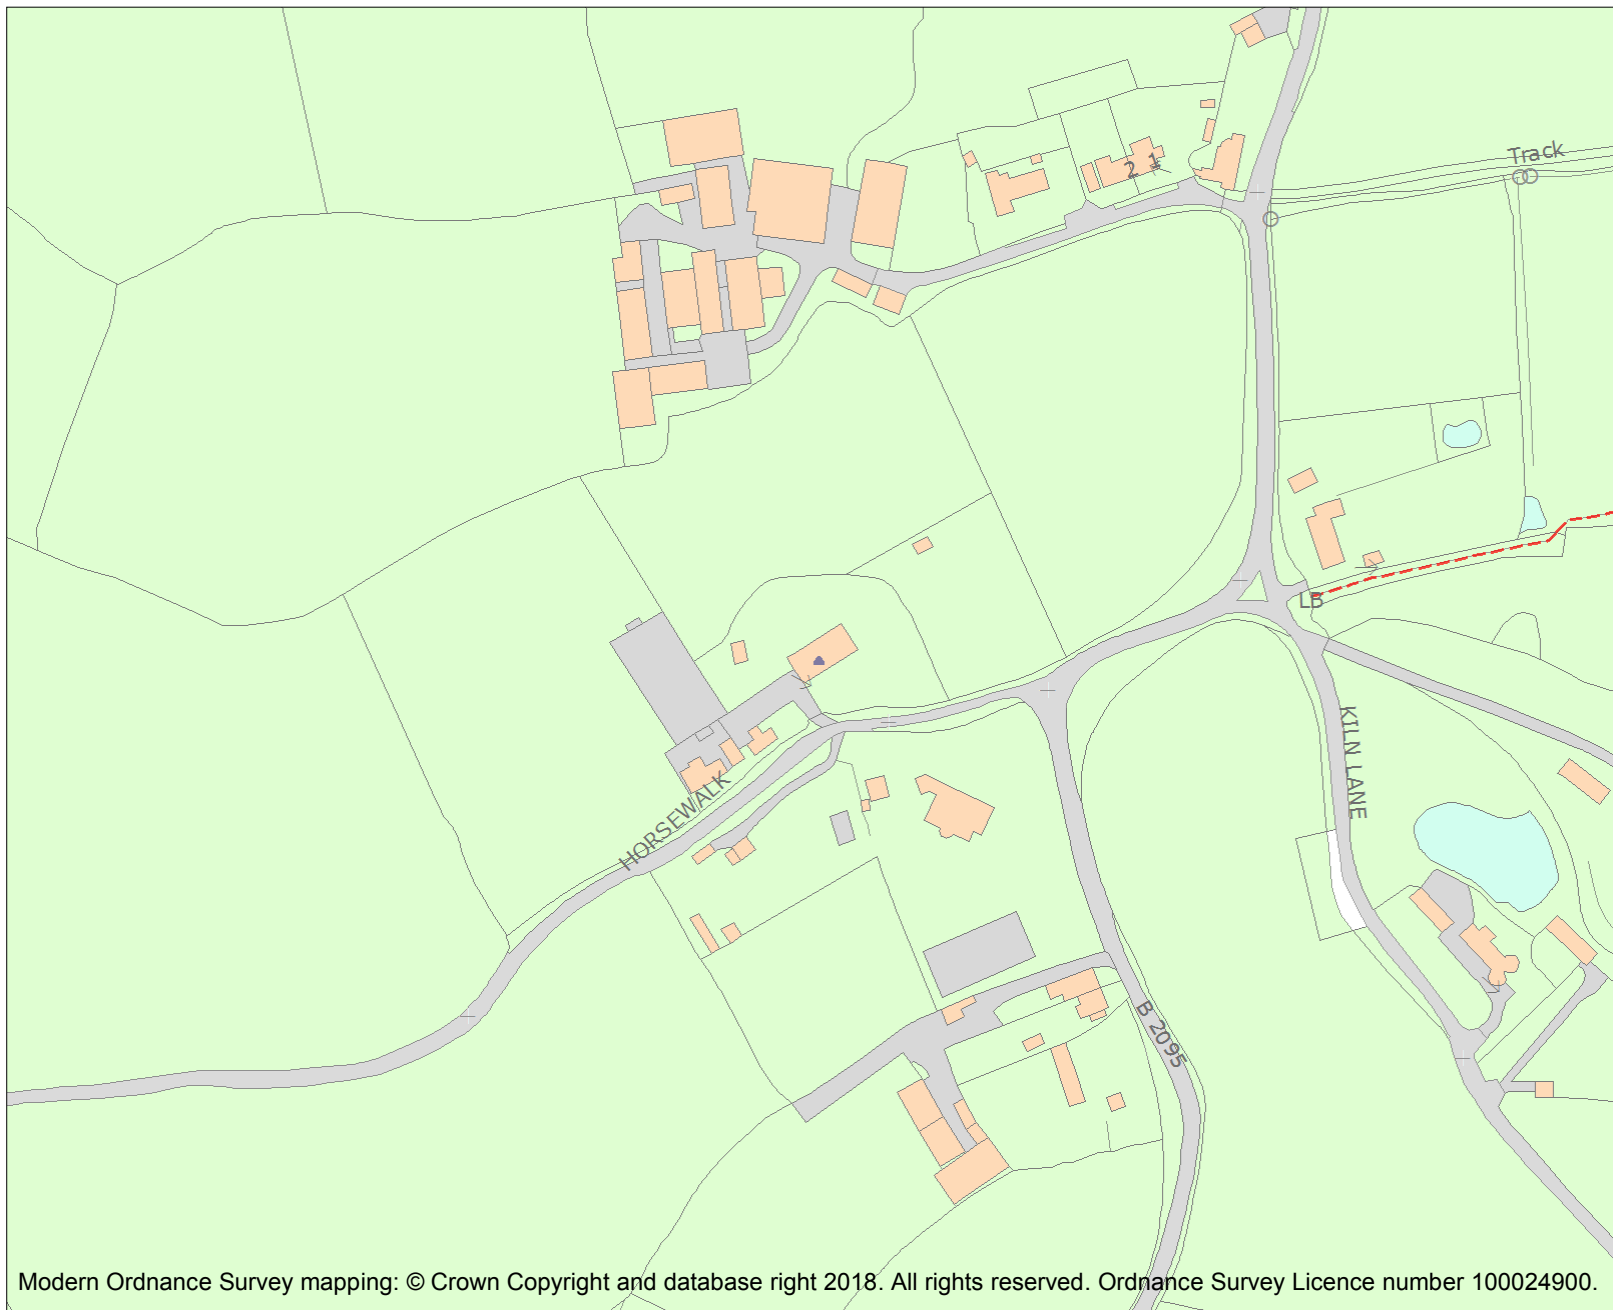 Track
2 1
LB
KILN LANE
HORSEWALK
B 2095
Modern Ordnance Survey mapping: © Crown Copyright and database right 2018. All rights reserved. Ordnance Survey Licence number 100024900.